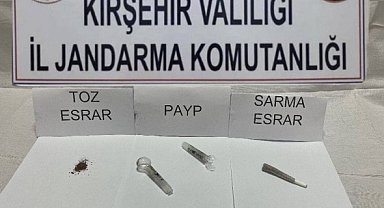 KIRŞEHİR VALİLİĞİ
İL JANDARMA KOMUTANLIĞI
TOZ
ESRAR
PAYP
SARMA
ESRAR